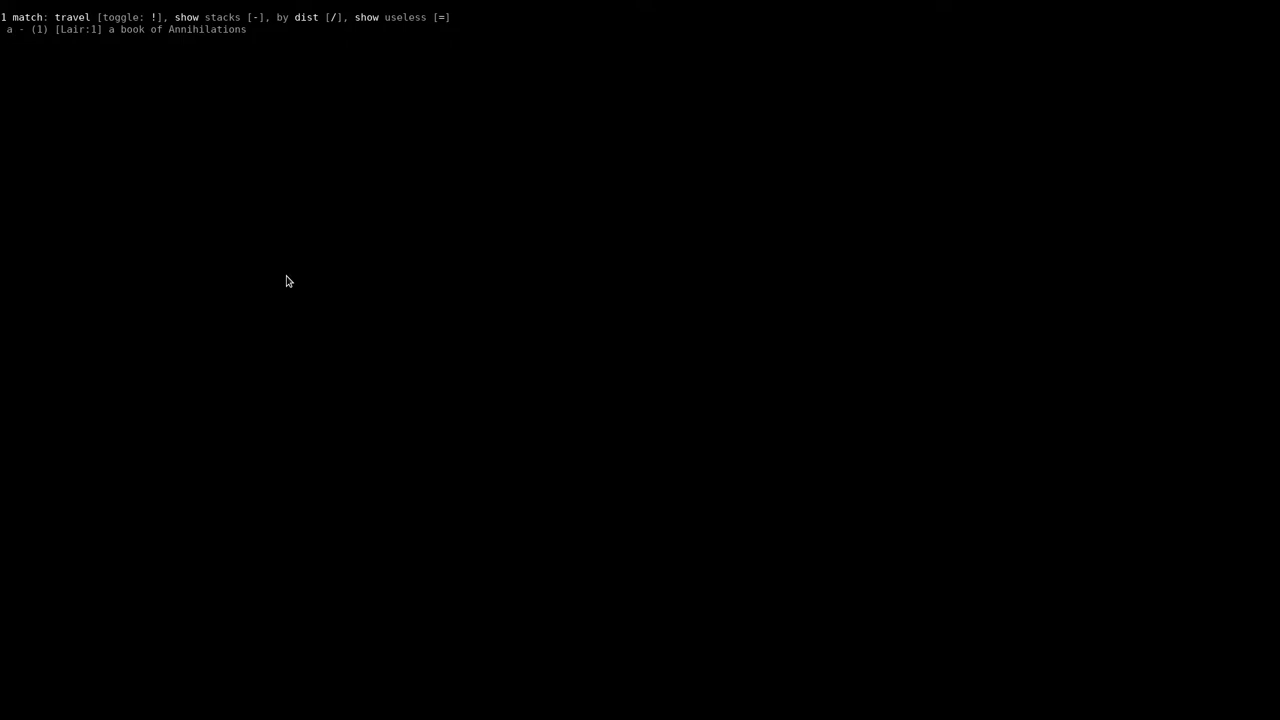 1 match: travel [toggle: !], show stacks [-], by dist [/], show useless [=]
a - (1) [Lair:1] a book of Annihilations